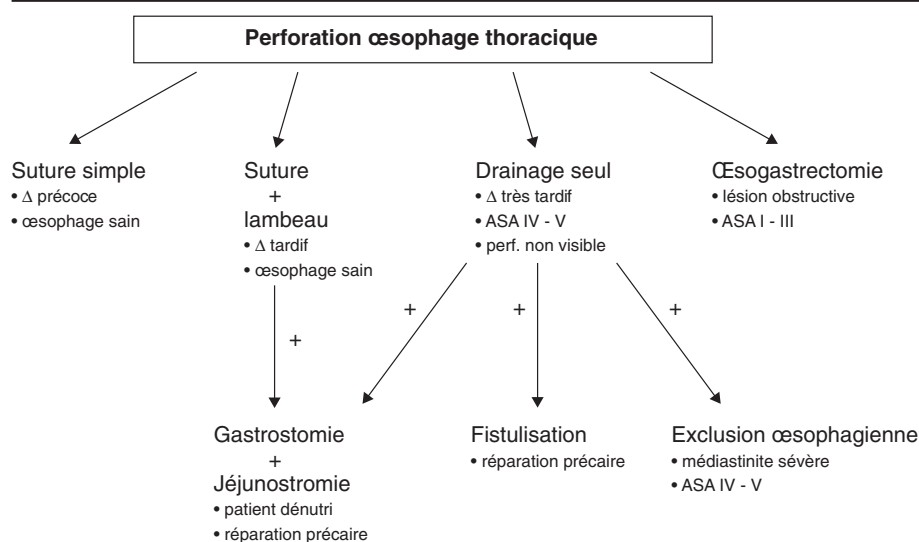 Perforation œsophage thoracique
Suture simple
• Δ précoce
• œsophage sain
Suture
+
lambeau
• Δ tardif
• œsophage sain
Drainage seul
• Δ très tardif
• ASA IV - V
• perf. non visible
Œsogastrectomie
• lésion obstructive
• ASA I - III
+
+
+
+
Gastrostomie
+
Jéjunostromie
• patient dénutri
• réparation précaire
Fistulisation
• réparation précaire
Exclusion œsophagienne
• médiastinite sévère
• ASA IV - V